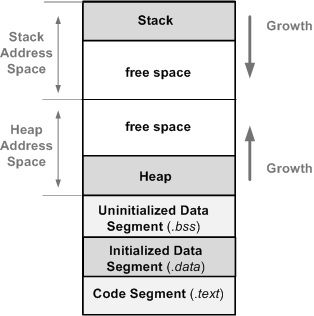 Stack
Address
Space
Stack
Growth
free space
Heap
Address
Space
free space
Heap
Growth
Uninitialized Data
Segment (.bss)
Initialized Data
Segment (.data)
Code Segment (.text)